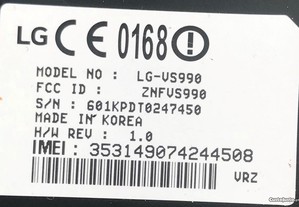 LG CE 0168
MODEL NO : LG-VS990
FCC ID : ZNFVS990
S/N : 601KPDT0247450
MADE IN KOREA
H/W REV : 1.0
IMEI : 353149074244508
VRZ